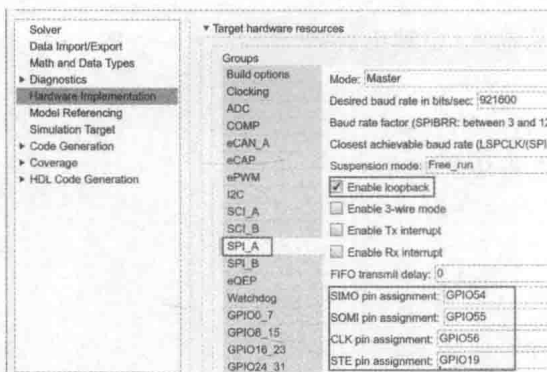 Solver
Data Import/Export
Math and Data Types
Diagnostics
Hardware Implementation
Model Referencing
Simulation Target
Code Generation
Coverage
HDL Code Generation
Target hardware resources
Groups
Build options
Clocking
ADC
COMP
eCAN_A
eCAP
ePWM
I2C
SCI_A
SCI_B
SPI_A
SPI_B
eQEP
Watchdog
GPIO0_7
GPIO8_15
GPIO16_23
GPIO24_31
Mode: Master
Desired baud rate in bits/sec: 921600
Baud rate factor (SPIBRR: between 3 and 12
Closest achievable baud rate (LSPCLK/(SPI
Suspension mode: Free_run
Enable loopback
Enable 3-wire mode
Enable Tx interrupt
Enable Rx interrupt
FIFO transmit delay: 0
SIMO pin assignment: GPIO54
SOMI pin assignment: GPIO55
CLK pin assignment: GPIO56
STE pin assignment: GPIO19